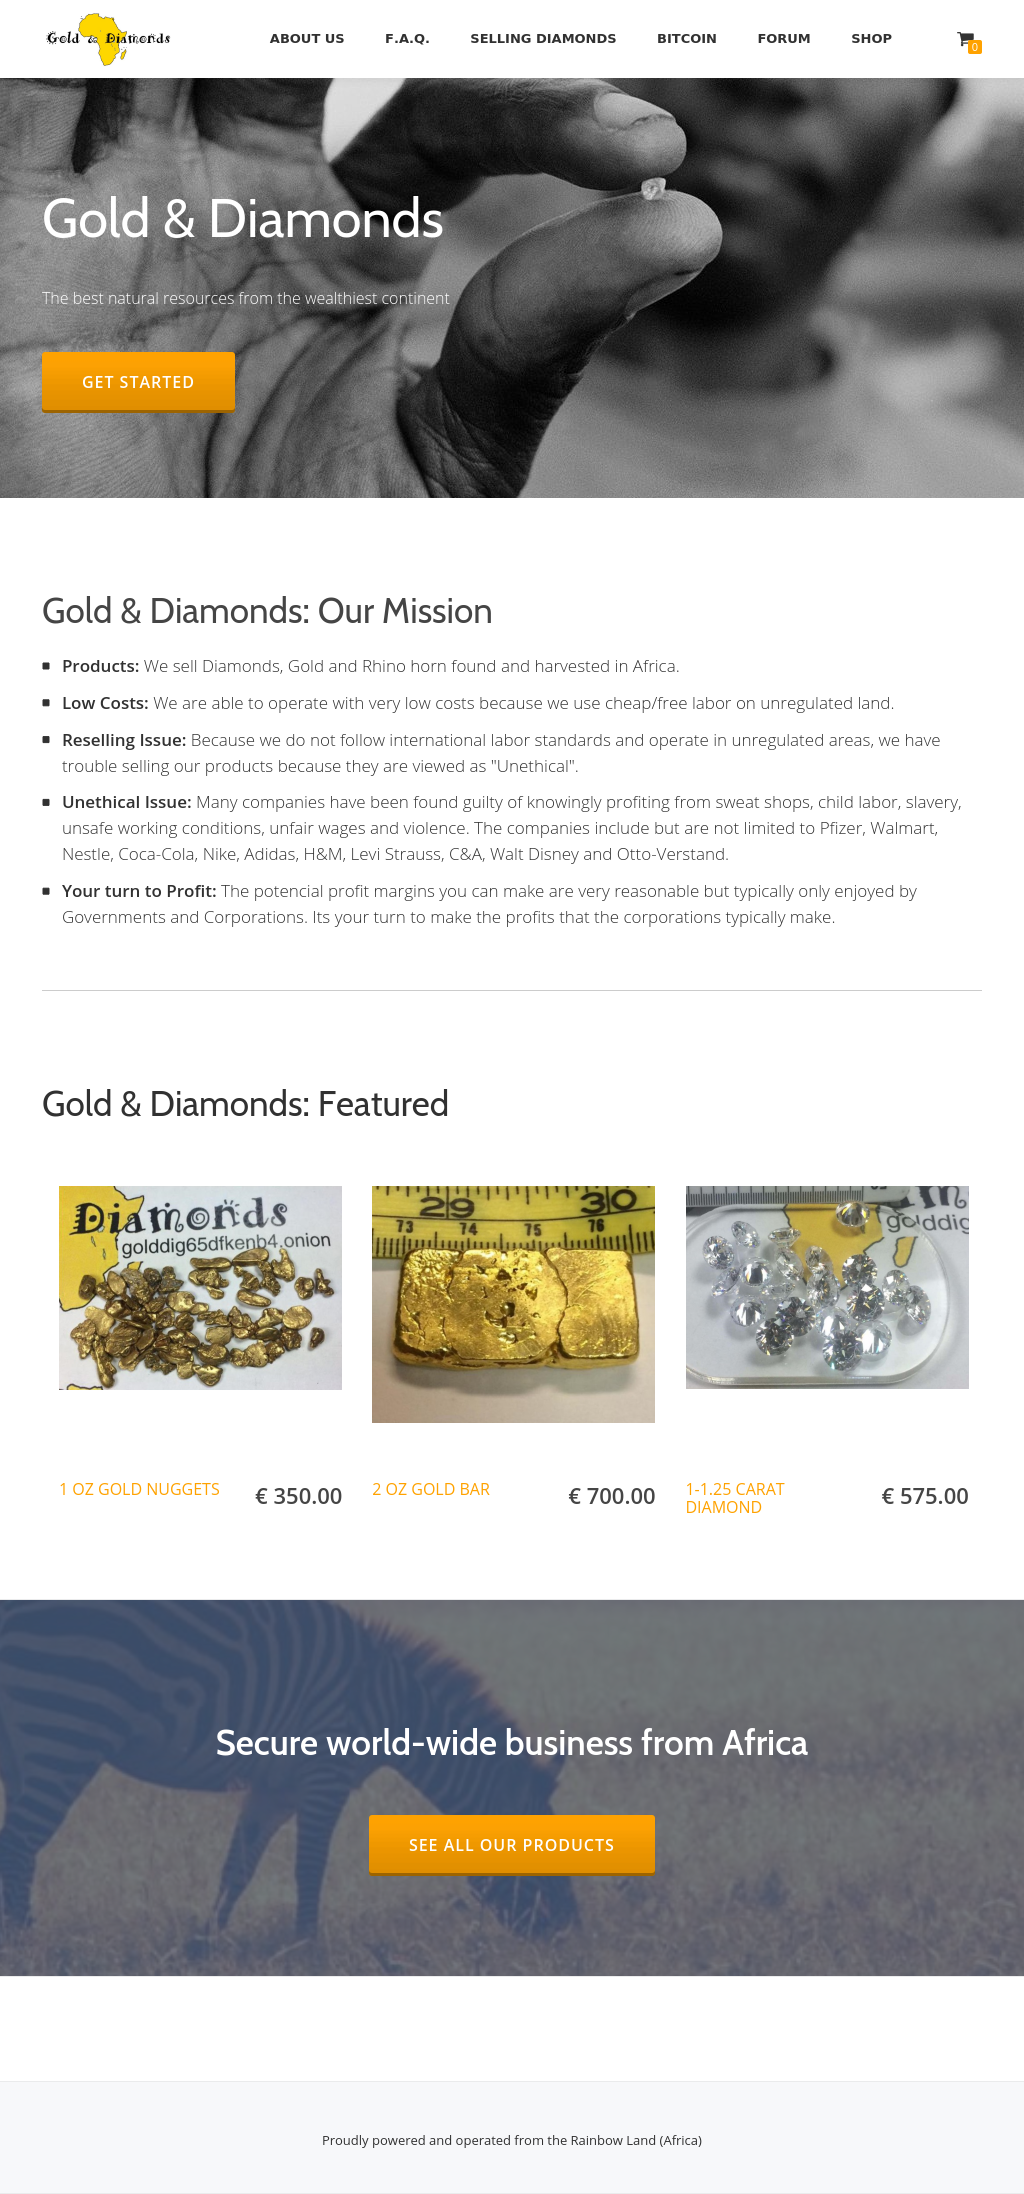 Gold & Diamonds
ABOUT US
F.A.Q.
SELLING DIAMONDS
BITCOIN
FORUM
SHOP
0
Gold & Diamonds
The best natural resources from the wealthiest continent
GET STARTED
Gold & Diamonds: Our Mission
Products: We sell Diamonds, Gold and Rhino horn found and harvested in Africa.
Low Costs: We are able to operate with very low costs because we use cheap/free labor on unregulated land.
Reselling Issue: Because we do not follow international labor standards and operate in unregulated areas, we have
trouble selling our products because they are viewed as "Unethical".
Unethical Issue: Many companies have been found guilty of knowingly profiting from sweat shops, child labor, slavery,
unsafe working conditions, unfair wages and violence. The companies include but are not limited to Pfizer, Walmart,
Nestle, Coca-Cola, Nike, Adidas, H&M, Levi Strauss, C&A, Walt Disney and Otto-Verstand.
Your turn to Profit: The potencial profit margins you can make are very reasonable but typically only enjoyed by
Governments and Corporations. Its your turn to make the profits that the corporations typically make.
Gold & Diamonds: Featured
Diamonds
golddig65dfkenb4.onion
29 30
73 74 75 76
golddig
1 OZ GOLD NUGGETS
€ 350.00
2 OZ GOLD BAR
€ 700.00
1-1.25 CARAT
DIAMOND
€ 575.00
Secure world-wide business from Africa
SEE ALL OUR PRODUCTS
Proudly powered and operated from the Rainbow Land (Africa)